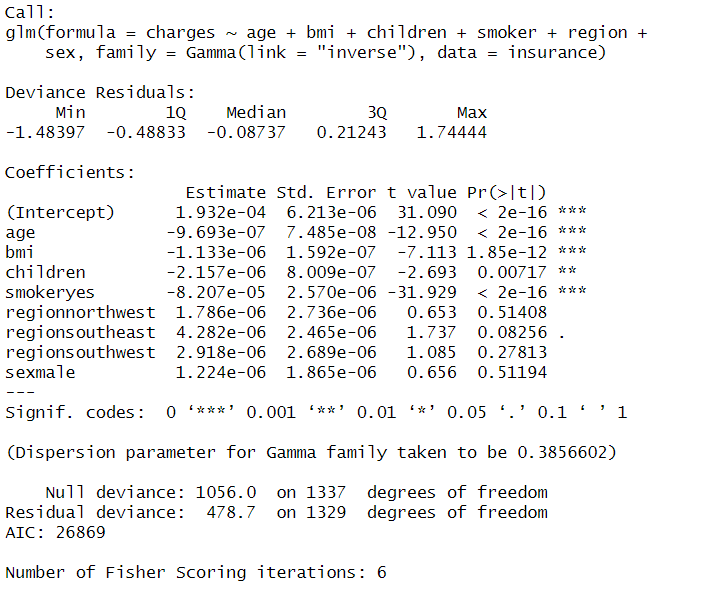 Call:
glm(formula = charges ~ age + bmi + children + smoker + region +
    sex, family = Gamma(link = "inverse"), data = insurance)

Deviance Residuals:
     Min        1Q    Median        3Q       Max
-1.48397  -0.48833  -0.08737   0.21243   1.74444

Coefficients:
                  Estimate Std. Error t value Pr(>|t|)
(Intercept)      1.932e-04  6.213e-06  31.090  < 2e-16 ***
age             -9.693e-07  7.485e-08 -12.950  < 2e-16 ***
bmi             -1.133e-06  1.592e-07  -7.113 1.85e-12 ***
children        -2.157e-06  8.009e-07  -2.693  0.00717 **
smokeryes       -8.207e-05  2.570e-06 -31.929  < 2e-16 ***
regionnorthwest  1.786e-06  2.736e-06   0.653  0.51408
regionsoutheast  4.282e-06  2.465e-06   1.737  0.08256 .
regionsouthwest  2.918e-06  2.689e-06   1.085  0.27813
sexmale          1.224e-06  1.865e-06   0.656  0.51194
---
Signif. codes:  0 ‘***’ 0.001 ‘**’ 0.01 ‘*’ 0.05 ‘.’ 0.1 ‘ ’ 1

(Dispersion parameter for Gamma family taken to be 0.3856602)

    Null deviance: 1056.0  on 1337  degrees of freedom
Residual deviance:  478.7  on 1329  degrees of freedom
AIC: 26869

Number of Fisher Scoring iterations: 6